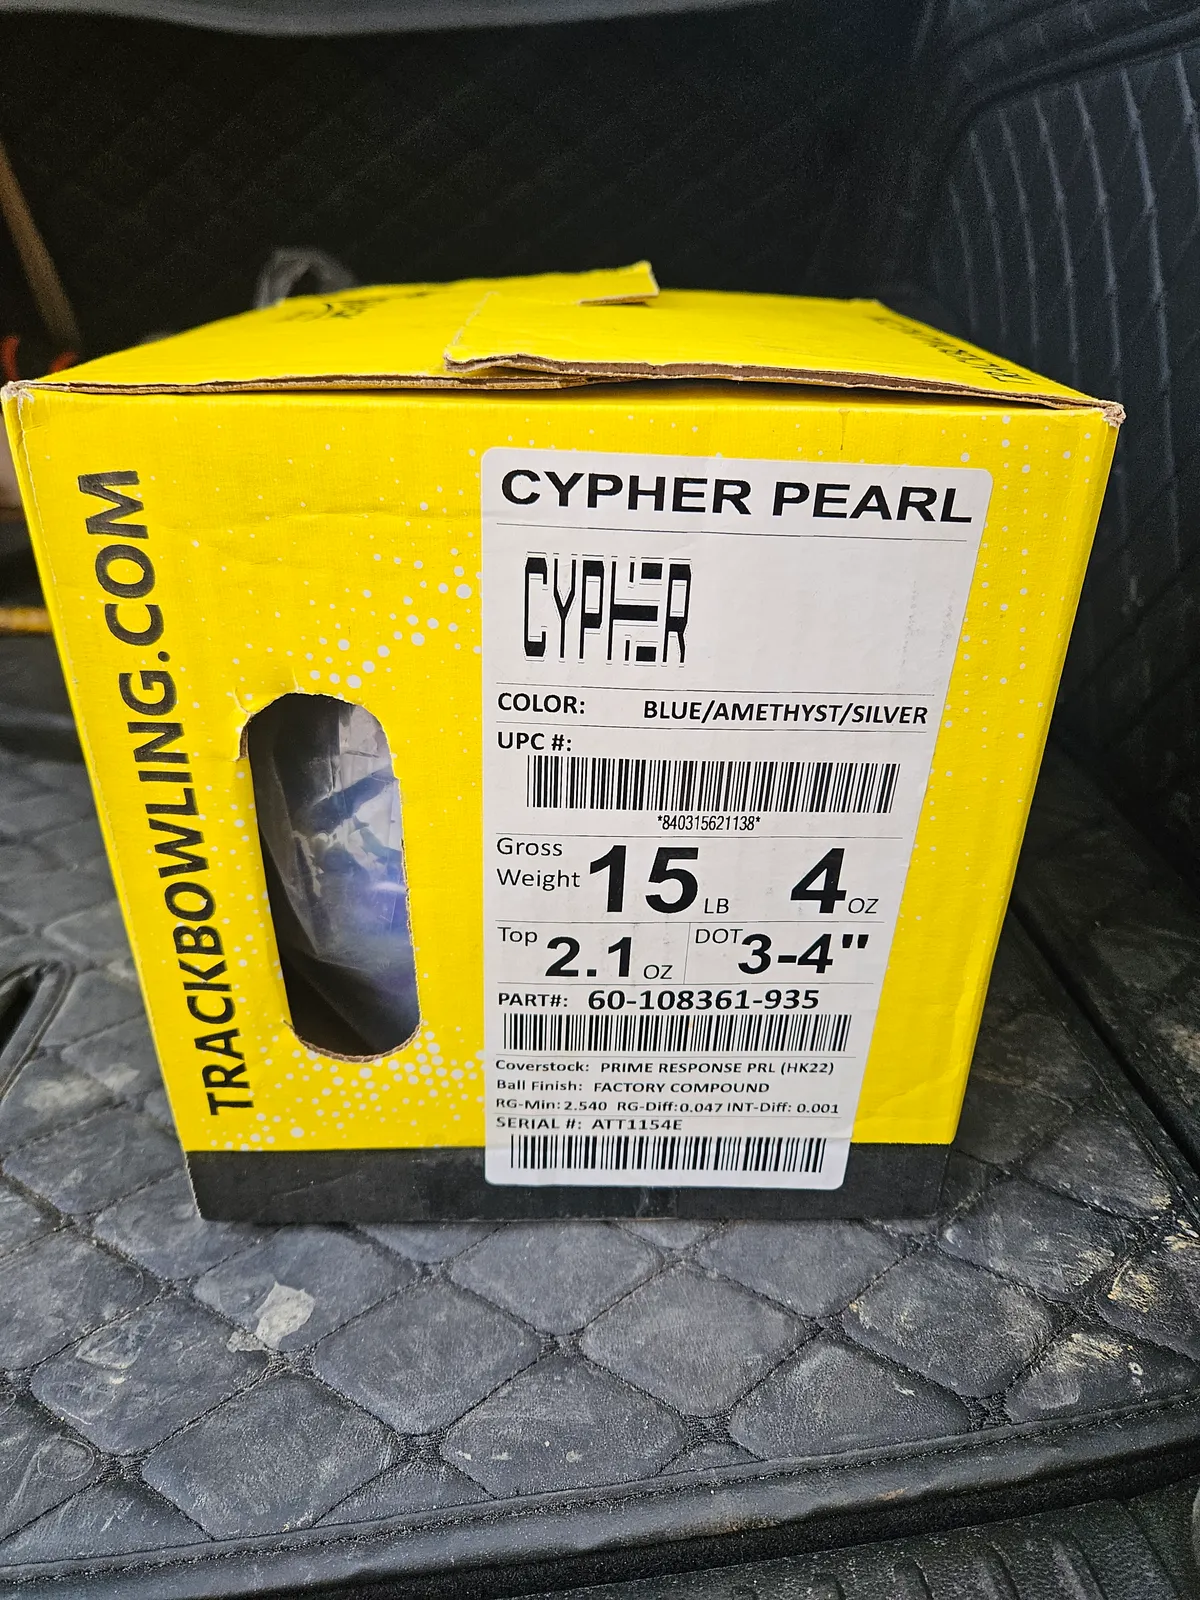 TRACKBOWLING.COM
CYPHER PEARL
CYPHER
COLOR: BLUE/AMETHYST/SILVER
UPC #:
*840315621138*
Gross Weight 15 LB 4 OZ
Top 2.1 OZ DOT 3-4"
PART#: 60-108361-935
Coverstock: PRIME RESPONSE PRL (HK22)
Ball Finish: FACTORY COMPOUND
RG-Min: 2.540 RG-Diff:0.047 INT-Diff: 0.001
SERIAL #: ATT1154E